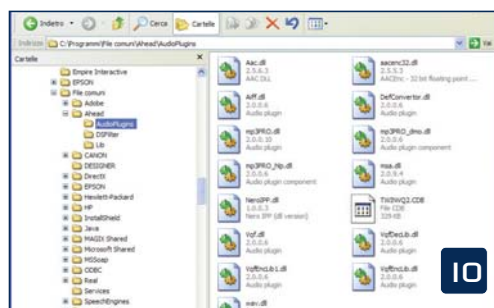 Indietro
Cerca
Cartelle
Indirizzo C:\Programmi\File comuni\Ahead\AudioPlugins
Vai
Cartelle
Empire Interactive
EPSON
File comuni
Adobe
Ahead
AudioPlugins
DSFilter
Lib
CANON
DESIGNER
DirectX
EPSON
Hewlett-Packard
HP
InstallShield
Java
MAGIX Shared
Microsoft Shared
MSSoap
ODBC
Real
Services
SpeechEngines
Aac.dll
2.5.6.3
AAC DLL
aacenc32.dll
2.5.5.3
AACEnc - 32 bit floating point ...
Aiff.dll
2.0.0.6
Audio plugin
DefConvertor.dll
2.0.0.6
Audio plugin
mp3PRO.dll
2.0.0.10
Audio plugin
mp3PRO_dmo.dll
2.0.0.6
Audio plugin component
mp3PRO_hlp.dll
2.0.0.6
Audio plugin component
msa.dll
2.0.9.4
Audio plugin
NeroIPP.dll
1.0.0.3
Nero IPP (dll version)
TWINVQ2.CDB
File CDB
329 KB
Vqf.dll
2.0.0.6
Audio plugin
VqfDecLib.dll
2.0.0.6
Audio plugin
VqfEncLib1.dll
2.0.0.6
Audio plugin
VqfEncLib.dll
2.0.0.6
Audio plugin
wav.dll
10